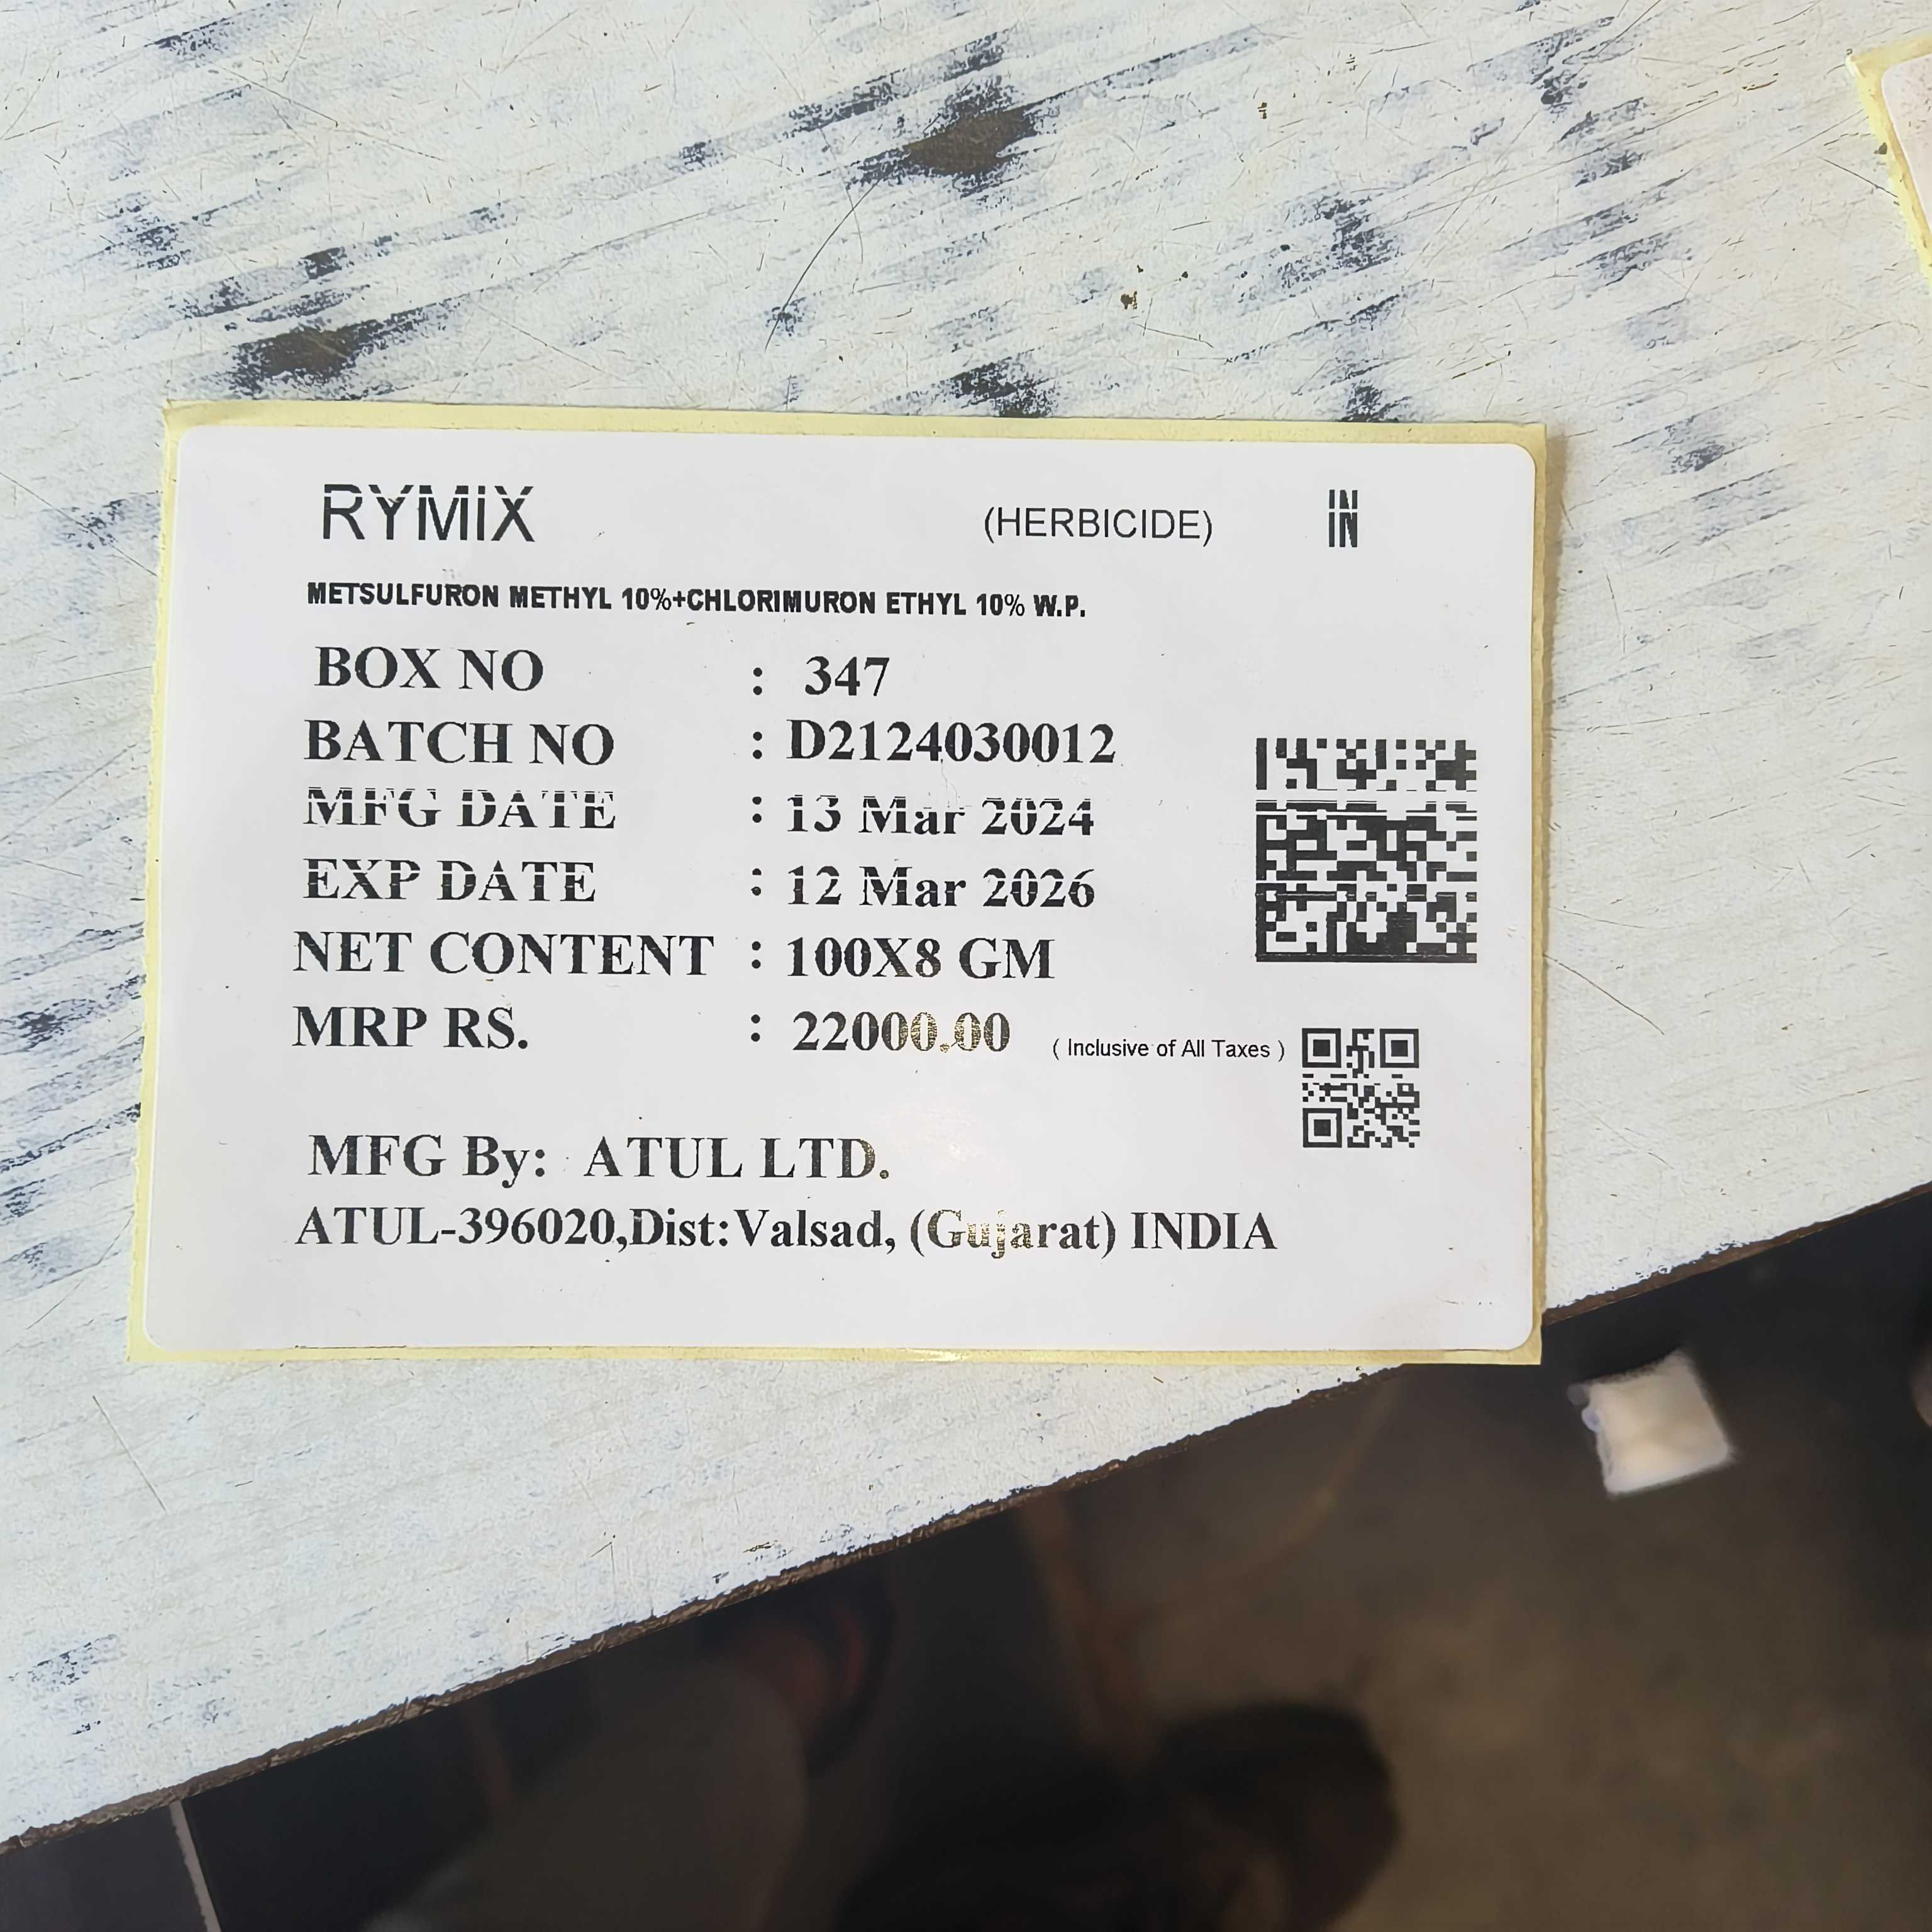 RYMiX (HERBICIDE) IN
METSULFURON METHYL 10%+CHLORIMURON ETHYL 10% W.P.
BOX NO : 347
BATCH NO : D2124030012
MFG DATE : 13 Mar 2024
EXP DATE : 12 Mar 2026
NET CONTENT : 100X8 GM
MRP RS. : 22000.00 ( Inclusive of All Taxes )
MFG By: ATUL LTD.
ATUL-396020,Dist:Valsad, (Gujarat) INDIA